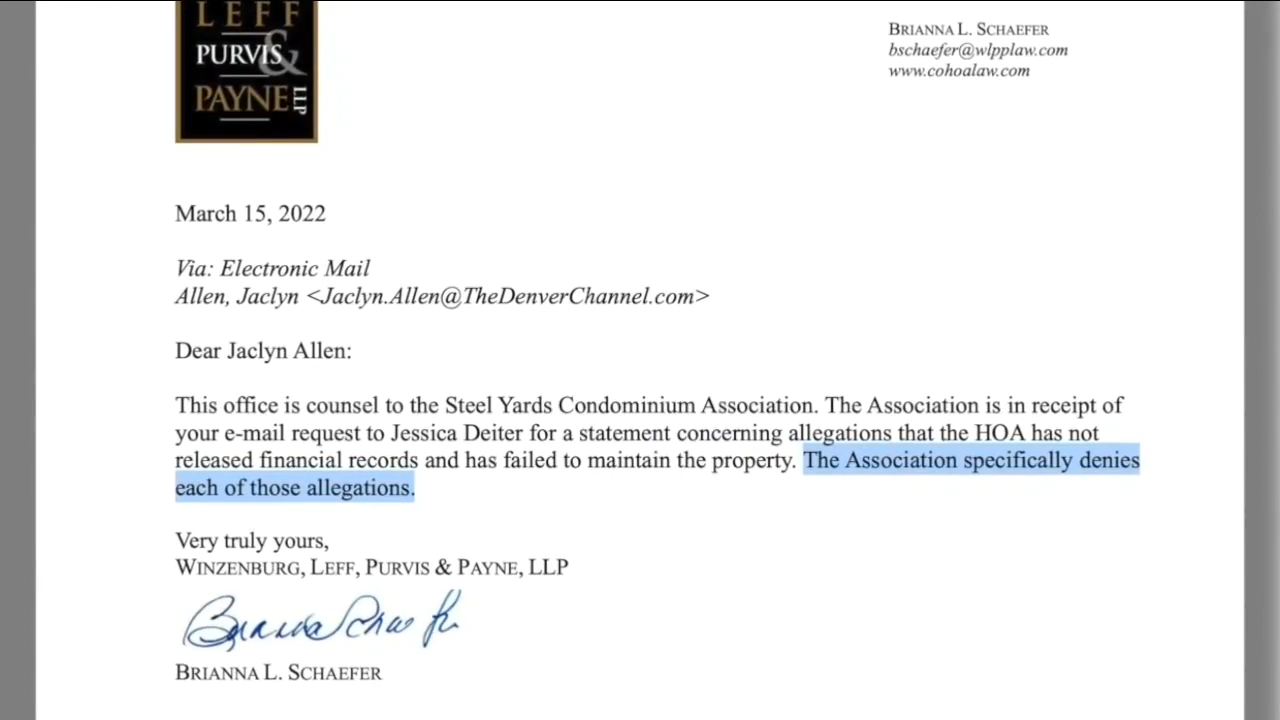 LEFF
PURVIS &
PAYNE LLP
BRIANNA L. SCHAEFER
bschaefer@wlpplaw.com
www.cohoalaw.com
March 15, 2022
Via: Electronic Mail
Allen, Jaclyn <Jaclyn.Allen@TheDenverChannel.com>
Dear Jaclyn Allen:
This office is counsel to the Steel Yards Condominium Association. The Association is in receipt of
your e-mail request to Jessica Deiter for a statement concerning allegations that the HOA has not
released financial records and has failed to maintain the property. The Association specifically denies
each of those allegations.
Very truly yours,
WINZENBURG, LEFF, PURVIS & PAYNE, LLP
Brianna Schaefer
BRIANNA L. SCHAEFER